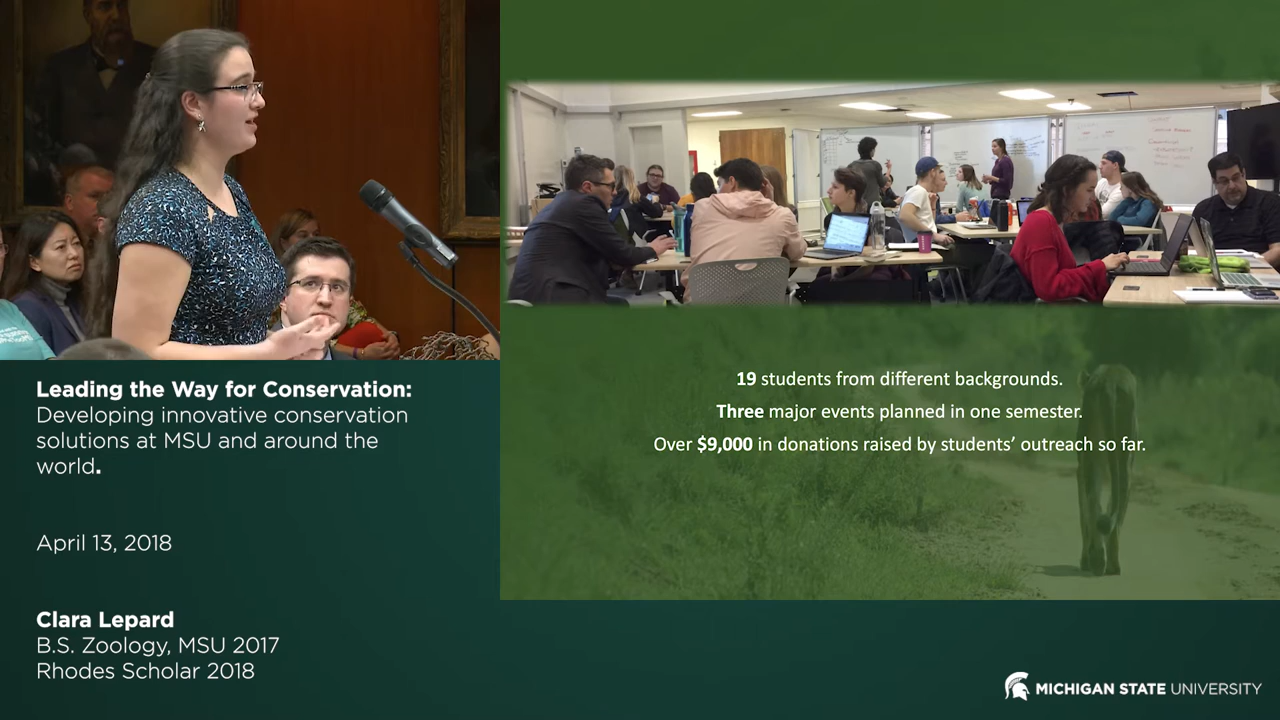 Leading the Way for Conservation:
Developing innovative conservation
solutions at MSU and around the
world.
April 13, 2018
Clara Lepard
B.S. Zoology, MSU 2017
Rhodes Scholar 2018
19 students from different backgrounds.
Three major events planned in one semester.
Over $9,000 in donations raised by students’ outreach so far.
MICHIGAN STATE UNIVERSITY